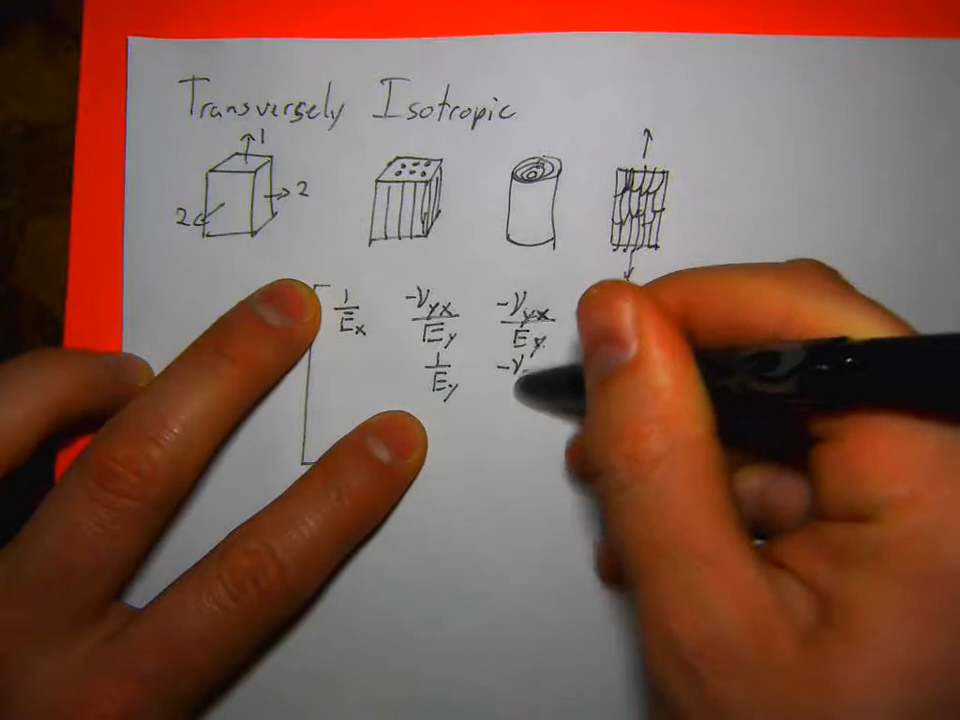 Transversely Isotropic
1
2
2
1/Ex -νyx/Ey -νyx/Ey
1/Ey -ν